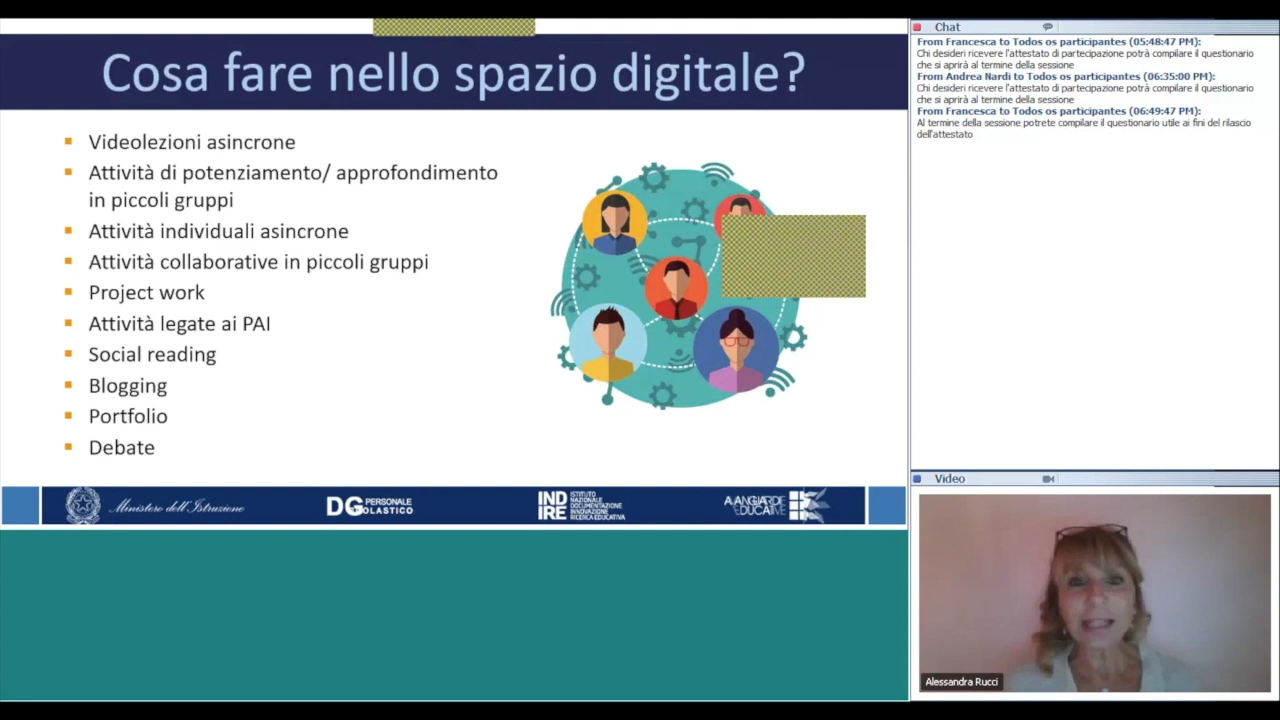 Cosa fare nello spazio digitale?
Videolezioni asincrone
Attività di potenziamento/ approfondimento
in piccoli gruppi
Attività individuali asincrone
Attività collaborative in piccoli gruppi
Project work
Attività legate ai PAI
Social reading
Blogging
Portfolio
Debate
Ministero dell'Istruzione
DG PERSONALE
SCOLASTICO
IND
IRE
ISTITUTO
NAZIONALE
DOCUMENTAZIONE
INNOVAZIONE
RICERCA EDUCATIVA
AVANGUARDIE
EDUCATIVE
Chat
From Francesca to Todos os participantes (05:48:47 PM):
Chi desideri ricevere l'attestato di partecipazione potrà compilare il questionario
che si aprirà al termine della sessione
From Andrea Nardi to Todos os participantes (06:35:00 PM):
Chi desideri ricevere l'attestato di partecipazione potrà compilare il questionario
che si aprirà al termine della sessione
From Francesca to Todos os participantes (06:49:47 PM):
Al termine della sessione potrete compilare il questionario utile ai fini del rilascio
dell'attestato
Video
Alessandra Rucci